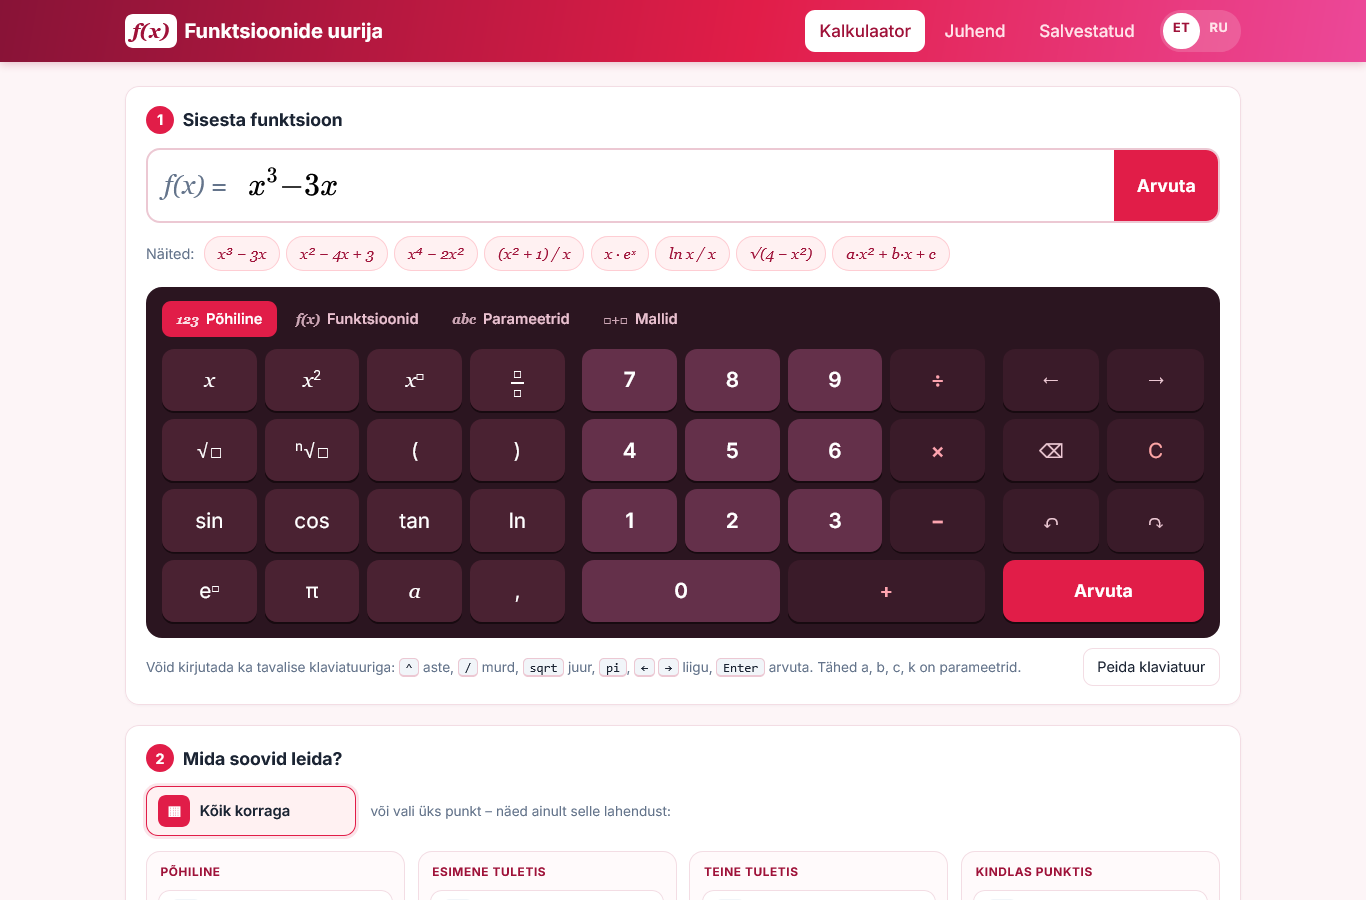 f(x) Funktsioonide uurija
Kalkulaator Juhend Salvestatud ET RU
1 Sisesta funktsioon
f(x) = x³−3x Arvuta
Näited: x³ − 3x x² − 4x + 3 x⁴ − 2x² (x² + 1) / x x · eˣ ln x / x √(4 − x²) a·x² + b·x + c
123 Põhiline f(x) Funktsioonid abc Parameetrid □+□ Mallid
x x² x□ □/□ 7 8 9 ÷ ← →
√□ ⁿ√□ ( ) 4 5 6 × ⌫ C
sin cos tan ln 1 2 3 − ↶ ↷
e□ π a , 0 + Arvuta
Võid kirjutada ka tavalise klaviatuuriga: ^ aste, / murd, sqrt juur, pi, ← → liigu, Enter arvuta. Tähed a, b, c, k on parameetrid. Peida klaviatuur
2 Mida soovid leida?
▦ Kõik korraga või vali üks punkt – näed ainult selle lahendust:
PÕHILINE ESIMENE TULETIS TEINE TULETIS KINDLAS PUNKTIS